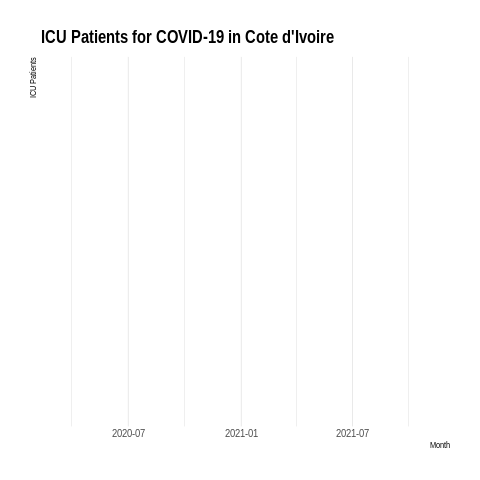 ICU Patients for COVID-19 in Cote d'Ivoire
ICU Patients
2020-07 2021-01 2021-07
Month